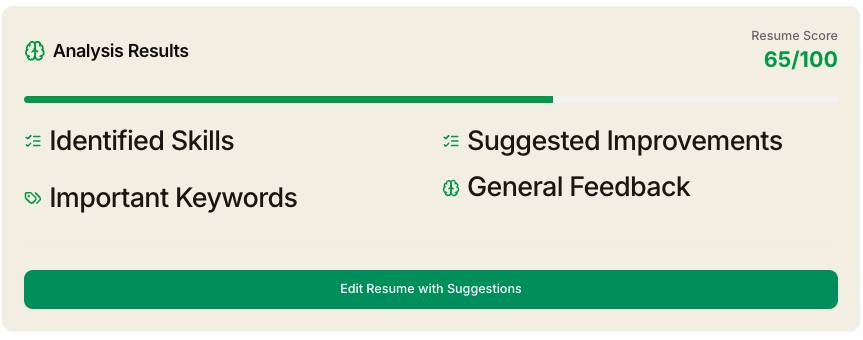 Analysis Results
Resume Score
65/100
Identified Skills
Important Keywords
Suggested Improvements
General Feedback
Edit Resume with Suggestions